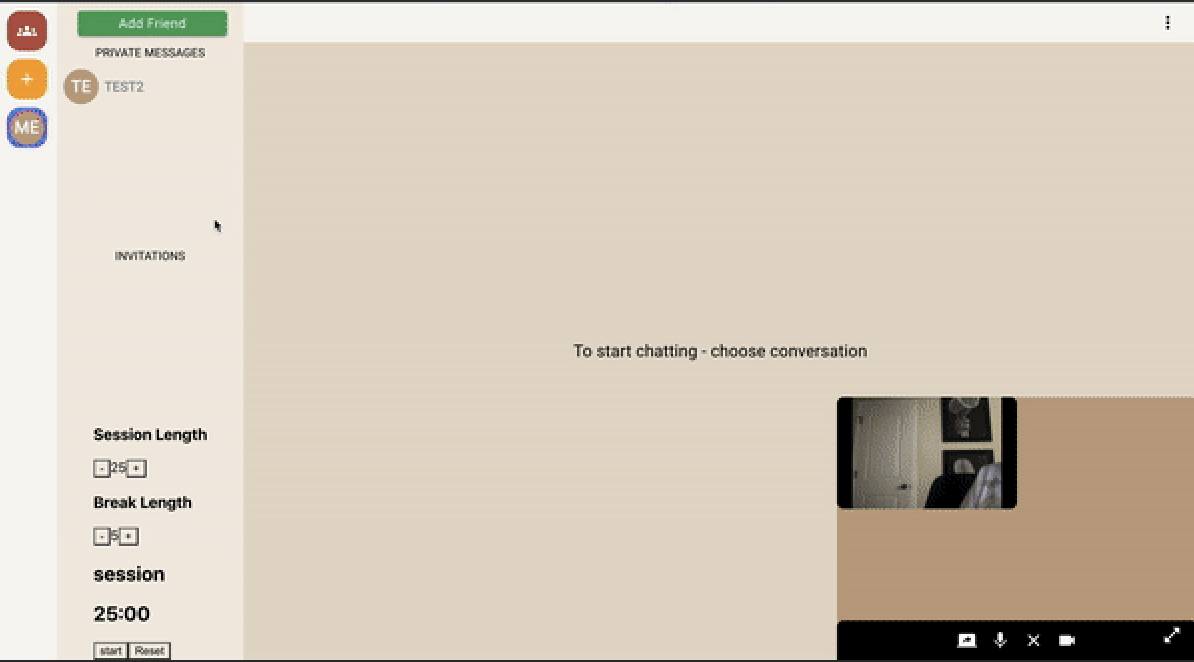 Add Friend
PRIVATE MESSAGES
TE TEST2
ME
INVITATIONS
To start chatting - choose conversation
Session Length
- 25 +
Break Length
- 5 +
session
25:00
start Reset